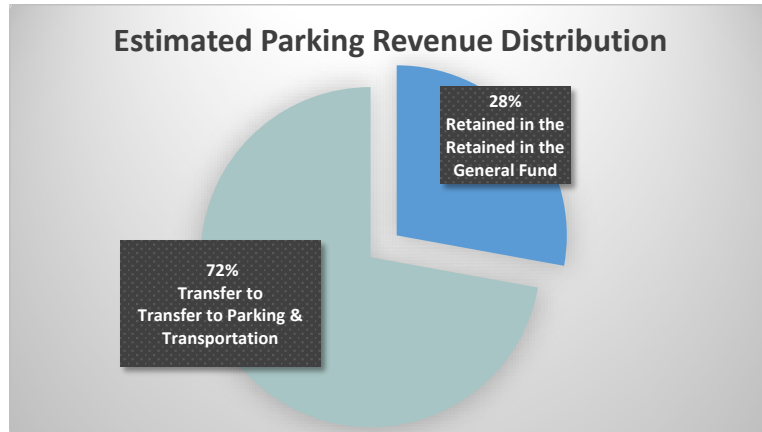 Estimated Parking Revenue Distribution
28%
Retained in the
Retained in the
General Fund
72%
Transfer to
Transfer to Parking &
Transportation